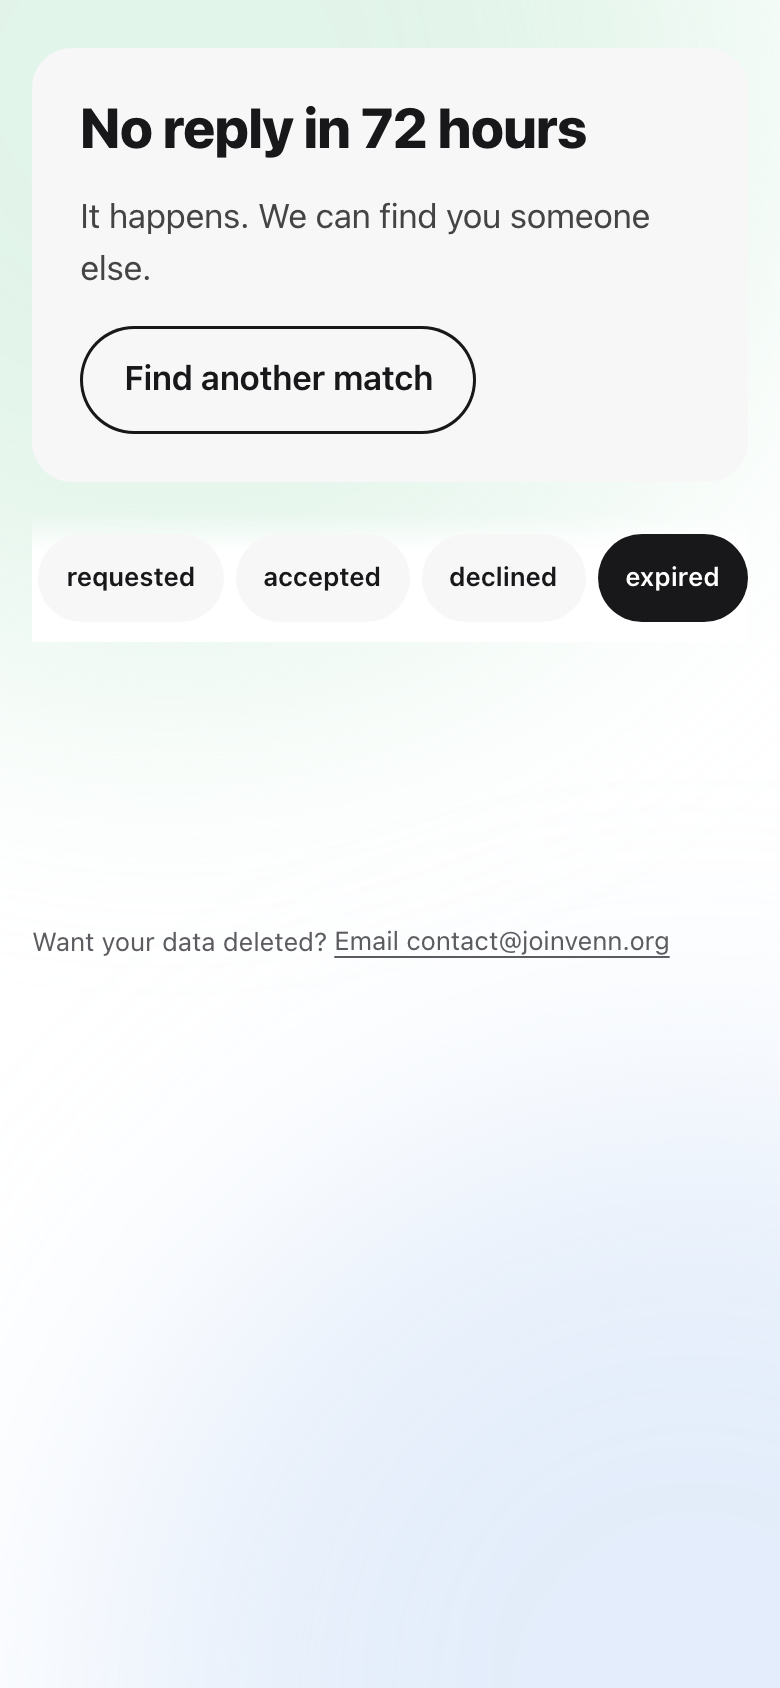 No reply in 72 hours
It happens. We can find you someone
else.
Find another match
requested accepted declined expired
Want your data deleted? Email contact@joinvenn.org